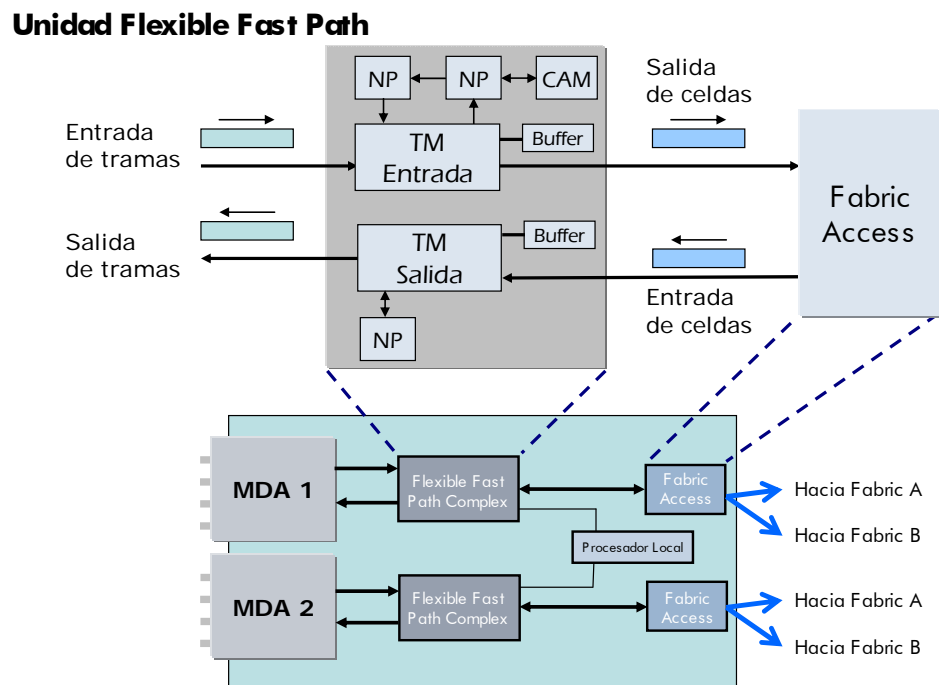 Unidad Flexible Fast Path
NP
NP
CAM
Entrada
de tramas
TM
Entrada
Buffer
Salida
de celdas
Fabric
Access
Salida
de tramas
TM
Salida
Buffer
Entrada
de celdas
NP
MDA 1
Flexible Fast
Path Complex
Fabric
Access
Hacia Fabric A
Hacia Fabric B
Procesador Local
MDA 2
Flexible Fast
Path Complex
Fabric
Access
Hacia Fabric A
Hacia Fabric B